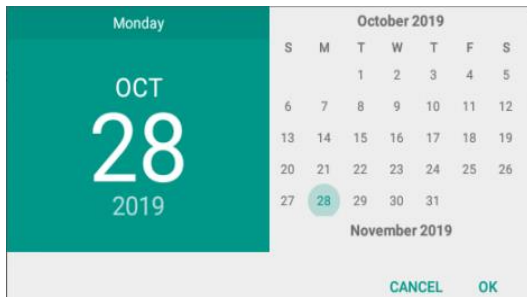 Monday
OCT
28
2019
October 2019
S M T W T F S
1 2 3 4 5
6 7 8 9 10 11 12
13 14 15 16 17 18 19
20 21 22 23 24 25 26
27 28 29 30 31
November 2019
CANCEL OK